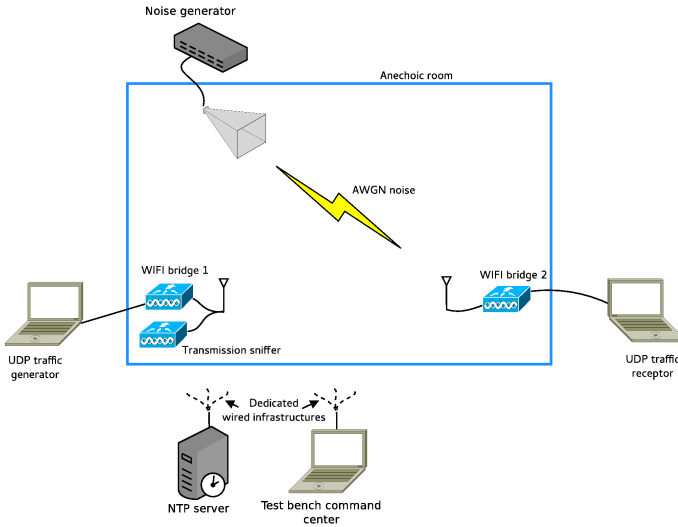 Noise generator
Anechoic room
AWGN noise
WIFI bridge 1
WIFI bridge 2
Transmission sniffer
UDP traffic
generator
UDP traffic
receptor
Dedicated
wired infrastructures
NTP server
Test bench command
center